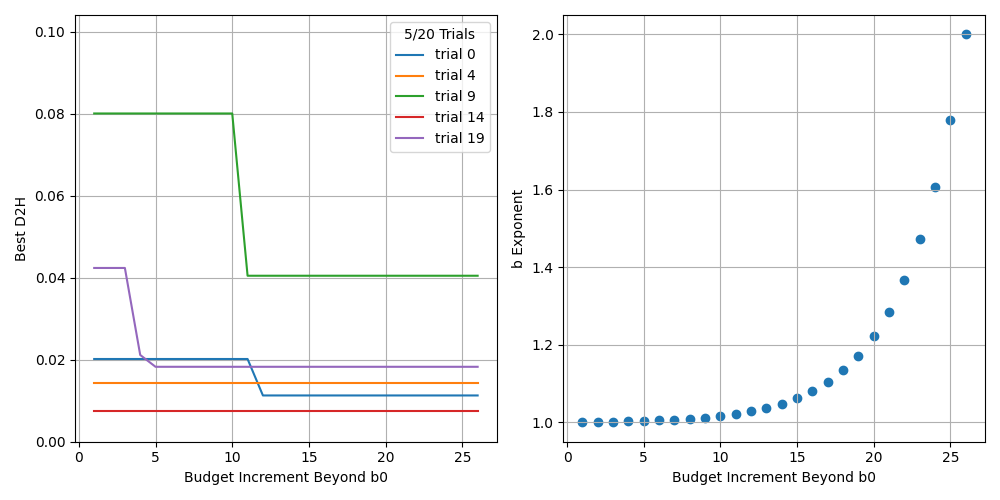 0.10
0.08
0.06
0.04
0.02
0.00
Best D2H
0
5
10
15
20
25
Budget Increment Beyond b0
5/20 Trials
trial 0
trial 4
trial 9
trial 14
trial 19
2.0
1.8
1.6
1.4
1.2
1.0
b Exponent
0
5
10
15
20
25
Budget Increment Beyond b0